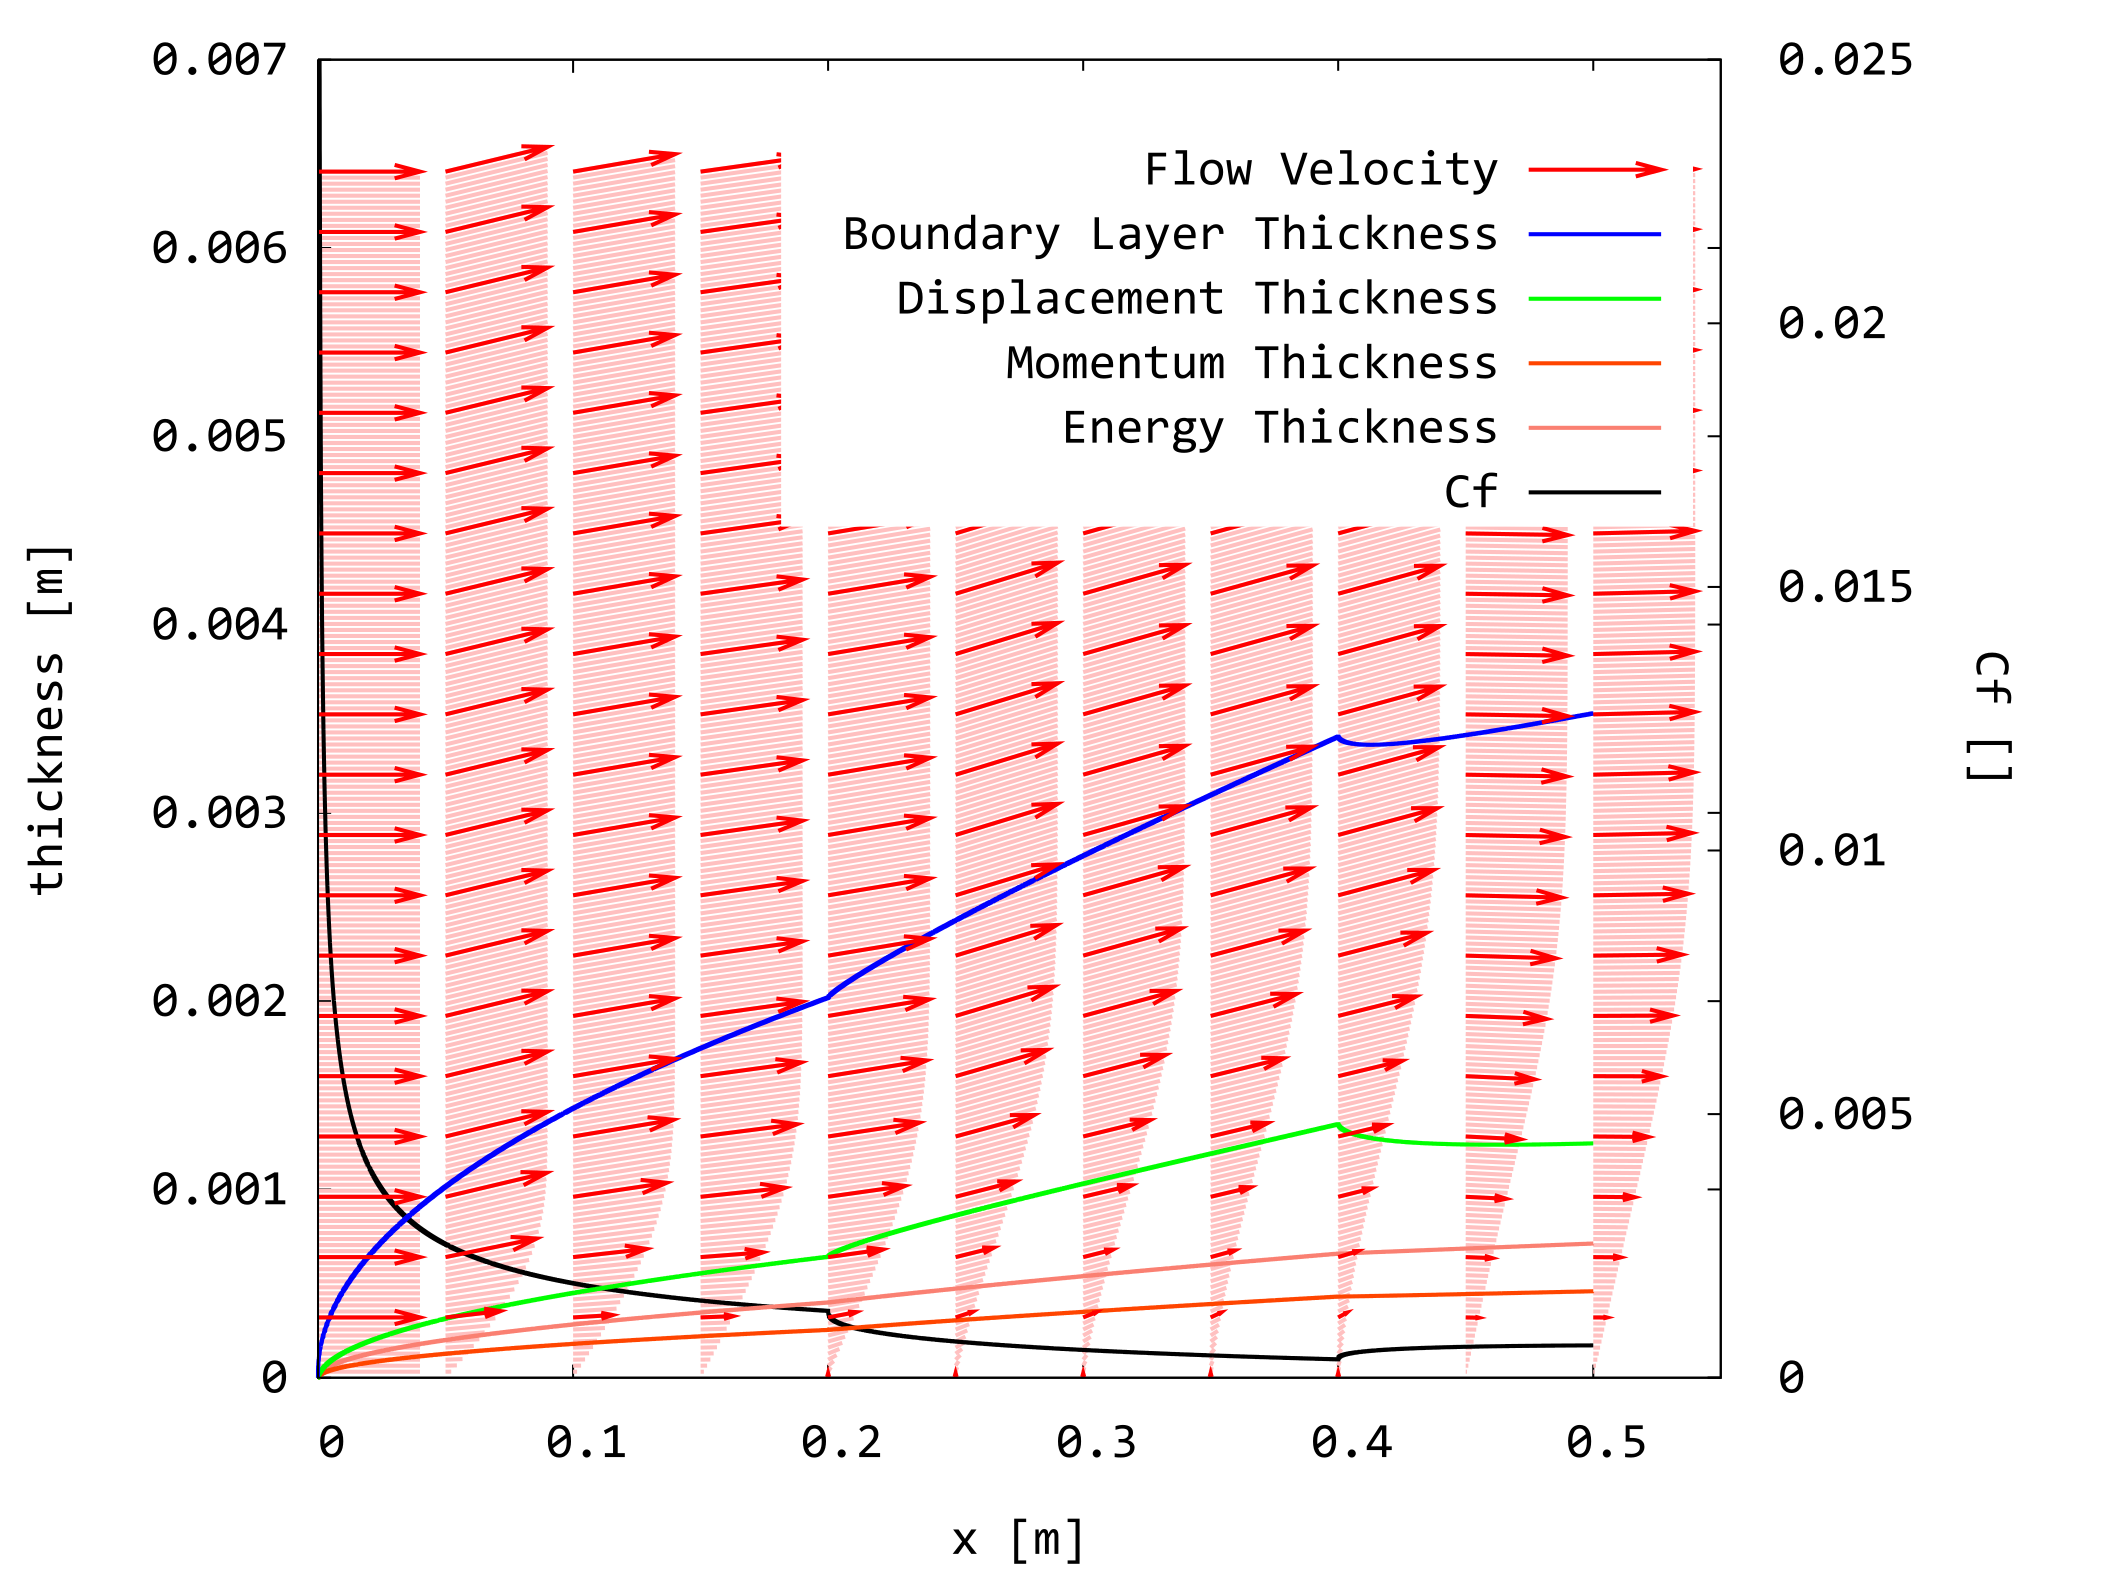 0.007
0.006
0.005
0.004
0.003
0.002
0.001
0
thickness [m]
Flow Velocity
Boundary Layer Thickness
Displacement Thickness
Momentum Thickness
Energy Thickness
Cf
0.025
0.02
0.015
0.01
0.005
0
Cf []
0 0.1 0.2 0.3 0.4 0.5
x [m]